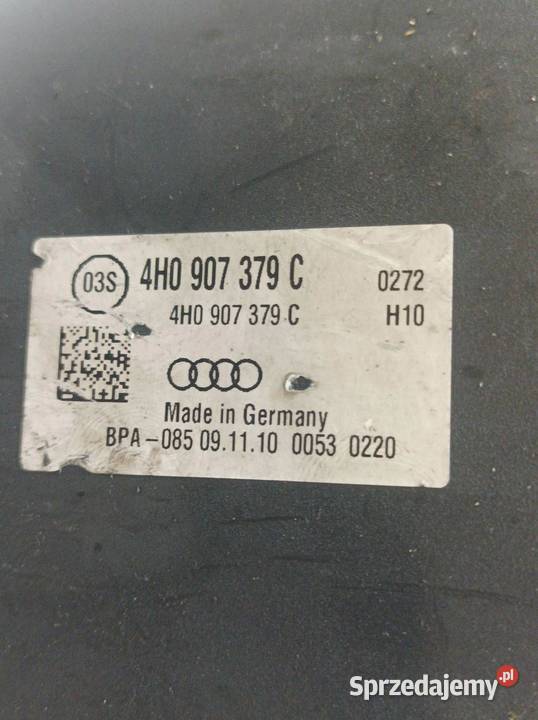 03S 4H0 907 379 C 0272
4H0 907 379 C H10
Made in Germany
BPA-085 09.11.10 0053 0220
Sprzedajemy.pl